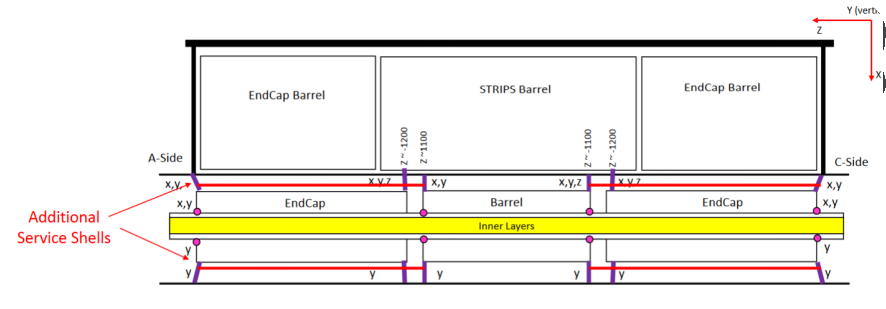 Y (vert
Z
X
EndCap Barrel
STRIPS Barrel
EndCap Barrel
Z ~ -1200
Z ~1100
Z ~ -1100
Z ~ -1200
A-Side
C-Side
x,y,
x,y,z
x,y
x,y,z
x,y,z
x,y
x,y
EndCap
Barrel
EndCap
x,y
Additional
Service Shells
Inner Layers
y
y
y
y
y
y
y
y